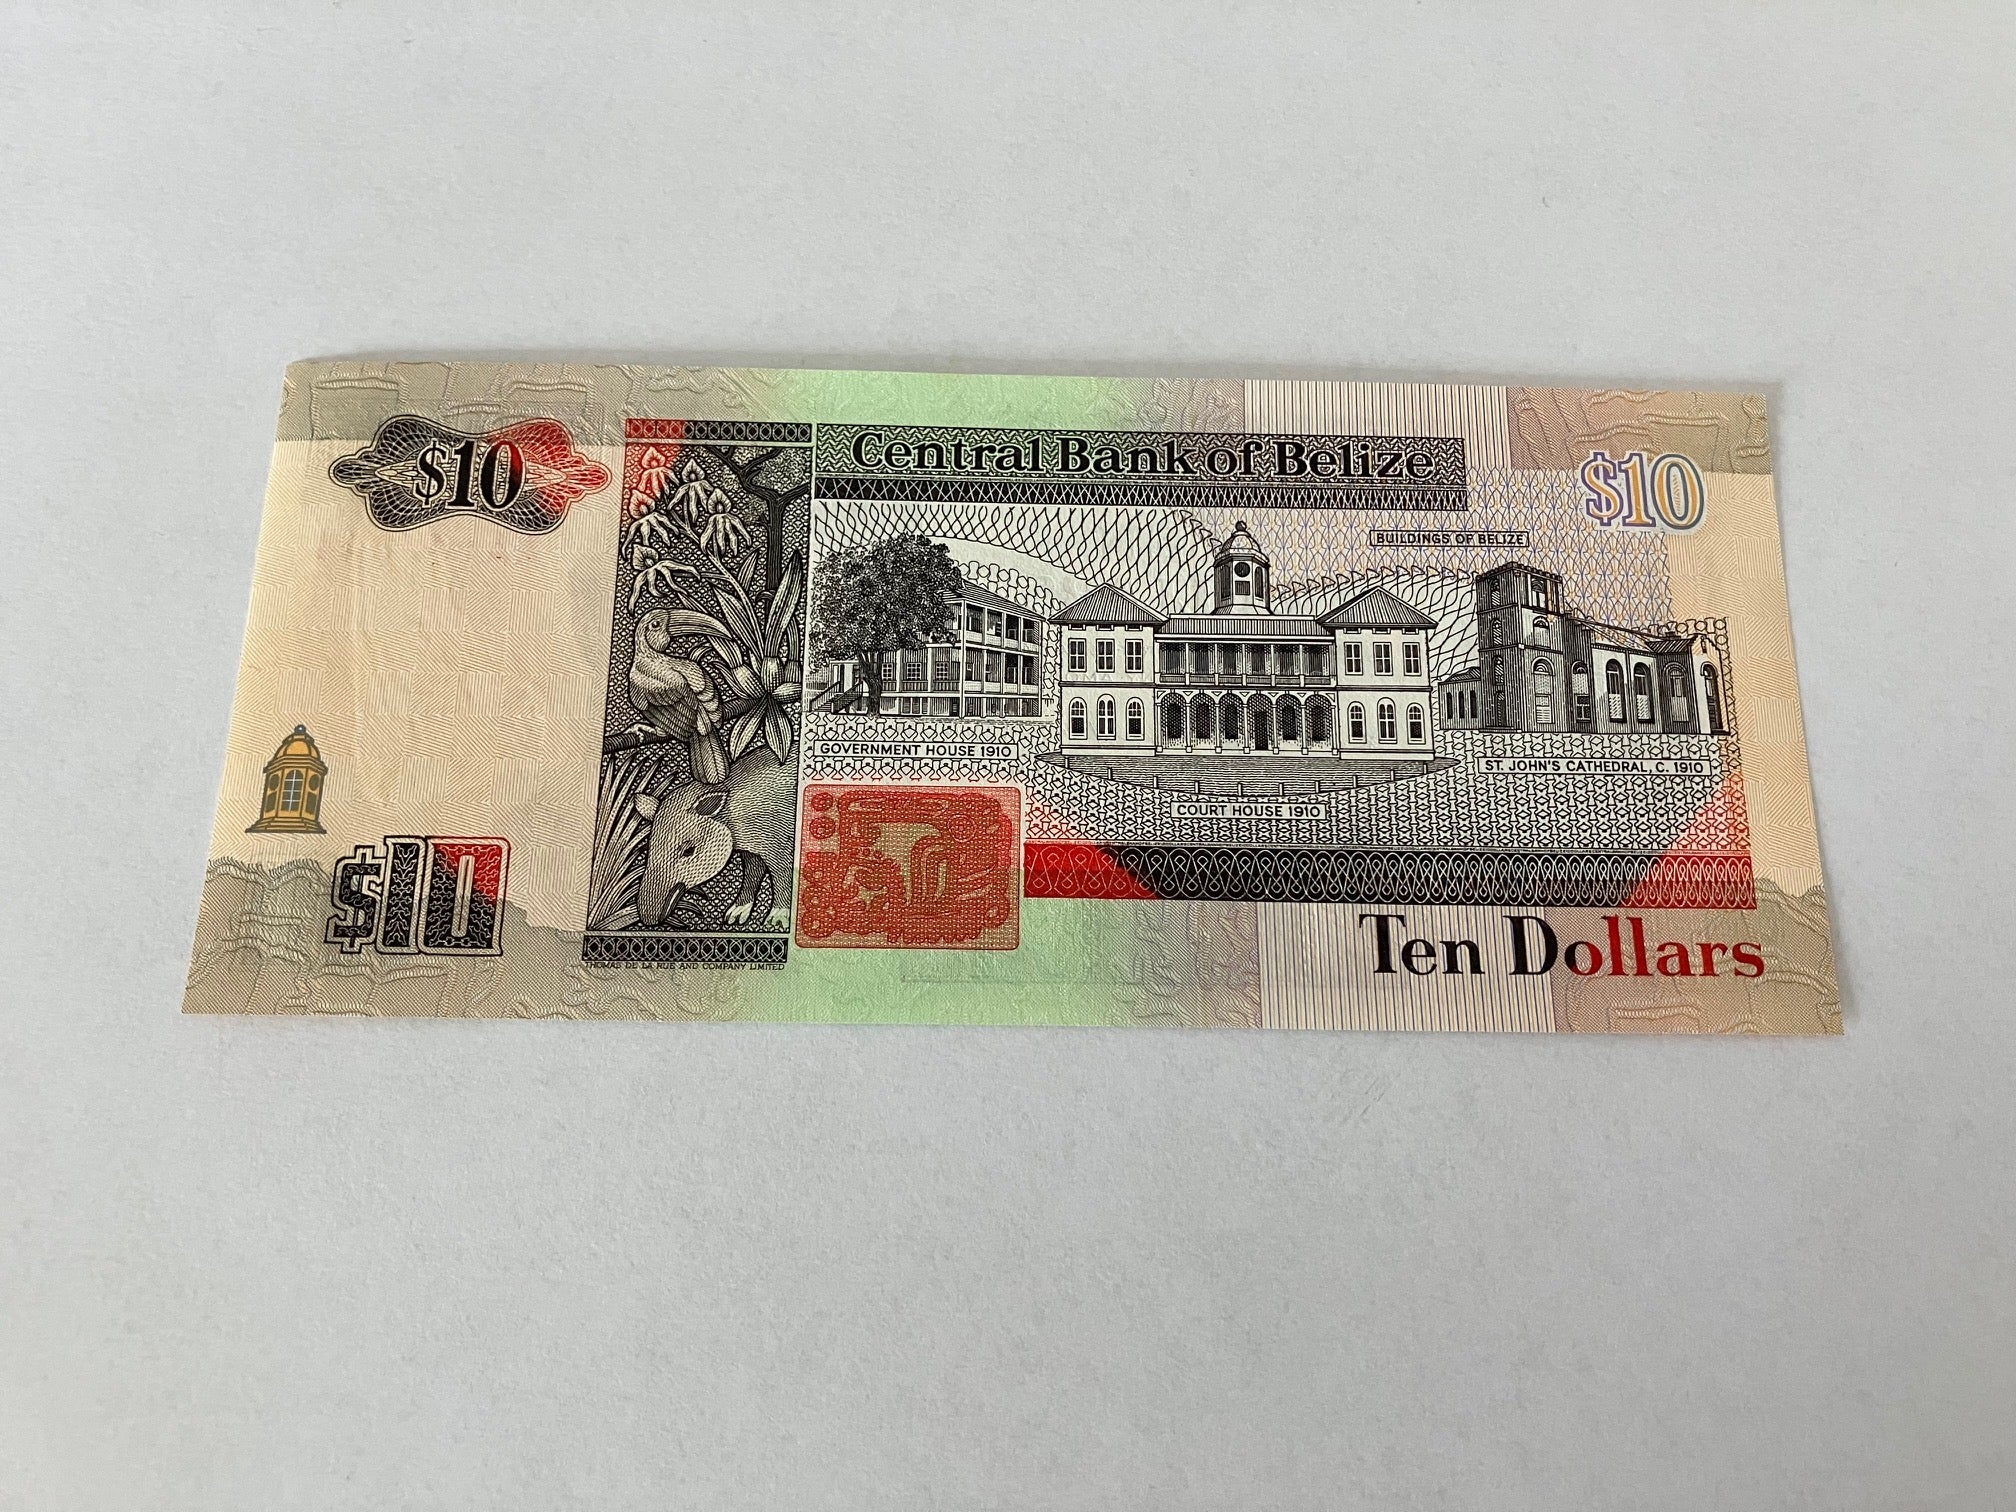 $10
Central Bank of Belize
$10
BUILDINGS OF BELIZE
GOVERNMENT HOUSE 1910
ST. JOHN'S CATHEDRAL, C. 1910
COURT HOUSE 1910
$10
Ten Dollars
THOMAS DE LA RUE AND COMPANY LIMITED